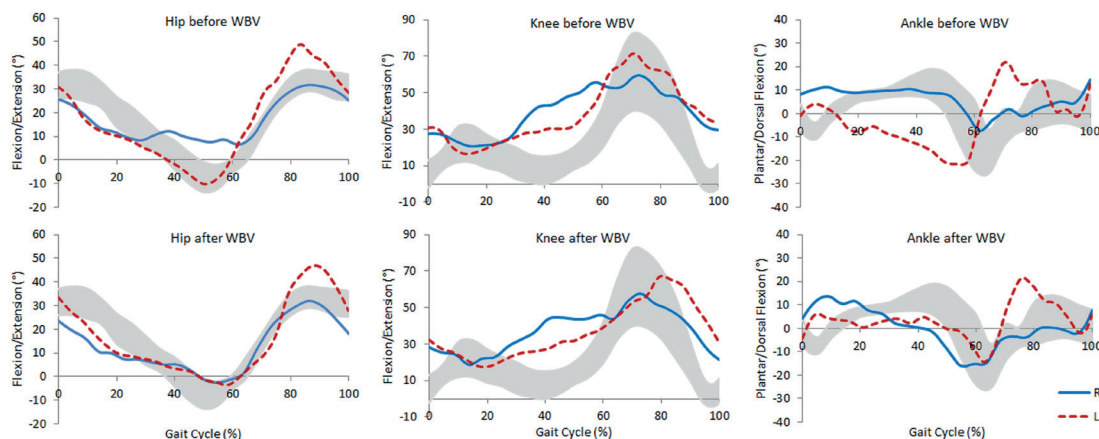 Hip before WBV
Knee before WBV
Ankle before WBV
Flexion/Extension (°)
60
50
40
30
20
10
0
-10
-20
0 20 40 60 80 100
Flexion/Extension (°)
90
70
50
30
10
-10
0 20 40 60 80 100
Plantar/Dorsal Flexion (°)
40
30
20
10
0
-10
-20
-30
-40
0 20 40 60 80 100
Hip after WBV
Knee after WBV
Ankle after WBV
Flexion/Extension (°)
60
50
40
30
20
10
0
-10
-20
0 20 40 60 80 100
Gait Cycle (%)
Flexion/Extension (°)
90
70
50
30
10
-10
0 20 40 60 80 100
Gait Cycle (%)
Plantar/Dorsal Flexion (°)
40
30
20
10
0
-10
-20
-30
-40
0 20 40 60 80 100
Gait Cycle (%)
R
L